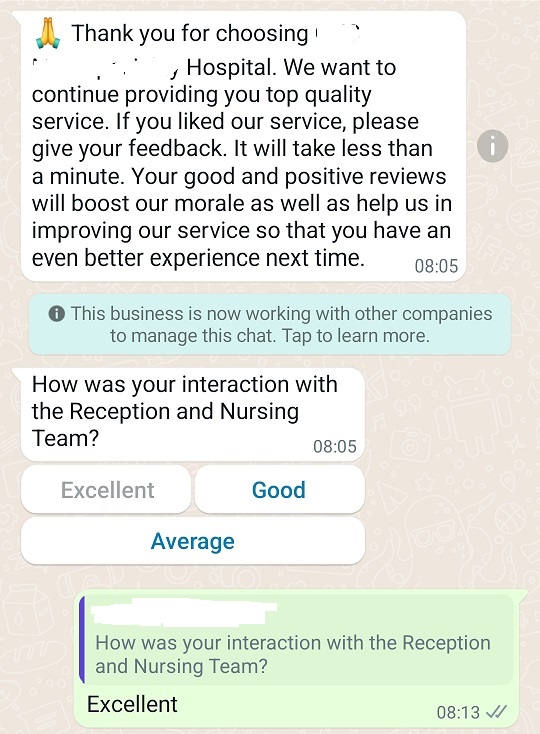 🙏 Thank you for choosing
Hospital. We want to
continue providing you top quality
service. If you liked our service, please
give your feedback. It will take less than
a minute. Your good and positive reviews
will boost our morale as well as help us in
improving our service so that you have an
even better experience next time.
08:05
This business is now working with other companies
to manage this chat. Tap to learn more.
How was your interaction with
the Reception and Nursing
Team?
08:05
Excellent
Good
Average
How was your interaction with the Reception
and Nursing Team?
Excellent
08:13